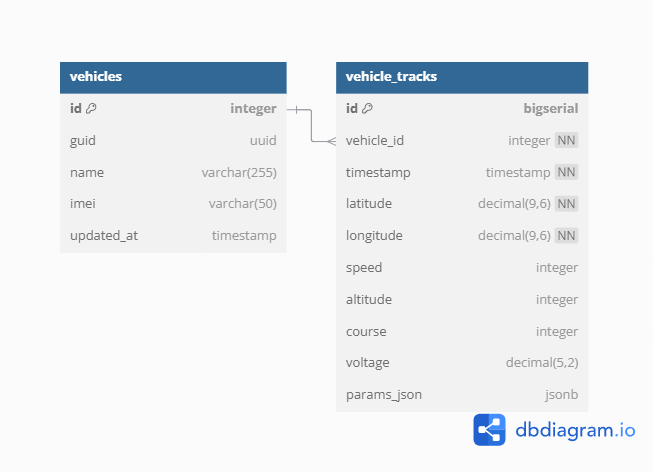 vehicles
id integer
guid uuid
name varchar(255)
imei varchar(50)
updated_at timestamp
vehicle_tracks
id bigserial
vehicle_id integer NN
timestamp timestamp NN
latitude decimal(9,6) NN
longitude decimal(9,6) NN
speed integer
altitude integer
course integer
voltage decimal(5,2)
params_json jsonb
dbdiagram.io